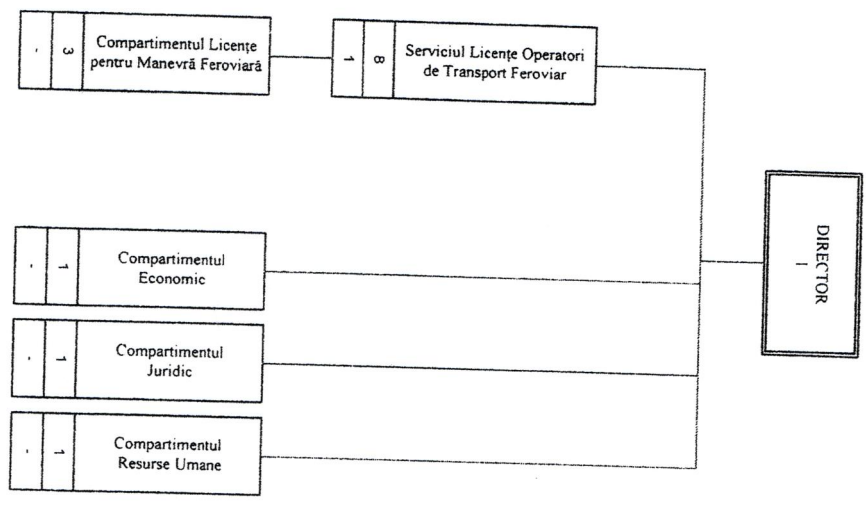 DIRECTOR
1
Serviciul Licențe Operatori
de Transport Feroviar
8
1
Compartimentul Licențe
pentru Manevră Feroviară
3
-
Compartimentul
Economic
1
-
Compartimentul
Juridic
1
-
Compartimentul
Resurse Umane
1
-